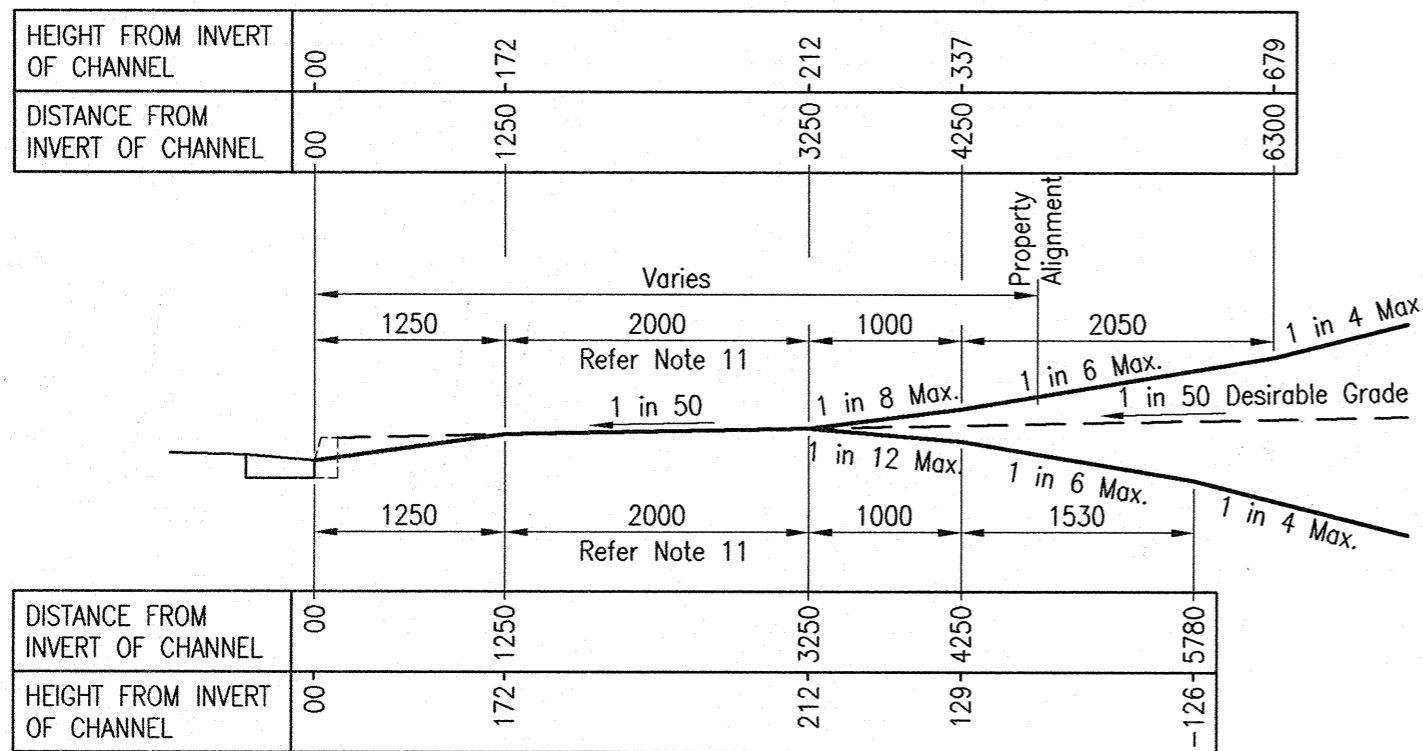 HEIGHT FROM INVERT
OF CHANNEL
00
172
212
337
679
DISTANCE FROM
INVERT OF CHANNEL
00
1250
3250
4250
6300
Property
Alignment
Varies
1250
2000
1000
2050
Refer Note 11
1 in 4 Max.
1 in 6 Max.
1 in 8 Max.
1 in 50
1 in 50 Desirable Grade
1 in 12 Max.
1 in 6 Max.
1 in 4 Max.
1250
2000
1000
1530
Refer Note 11
DISTANCE FROM
INVERT OF CHANNEL
00
1250
3250
4250
5780
HEIGHT FROM INVERT
OF CHANNEL
00
172
212
129
-126